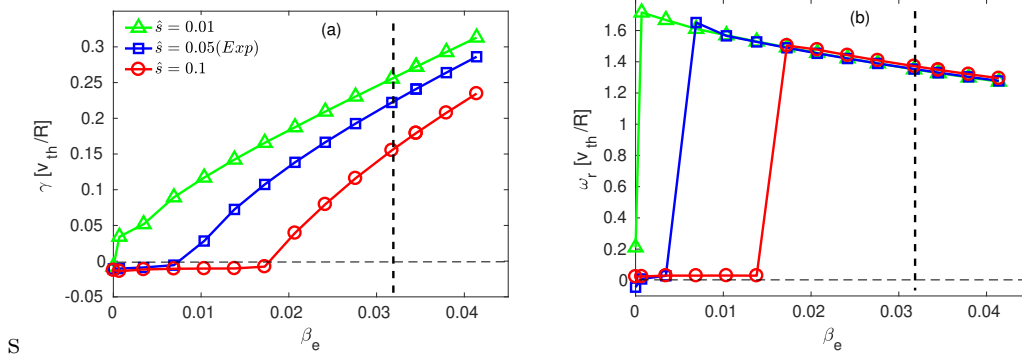 (a)
ŝ = 0.01
ŝ = 0.05(Exp)
ŝ = 0.1
0.3
0.25
0.2
0.15
0.1
0.05
0
-0.05
γ [v_th/R]
0 0.01 0.02 0.03 0.04
β_e
(b)
1.6
1.4
1.2
1
0.8
0.6
0.4
0.2
0
ω_r [v_th/R]
0 0.01 0.02 0.03 0.04
β_e
s